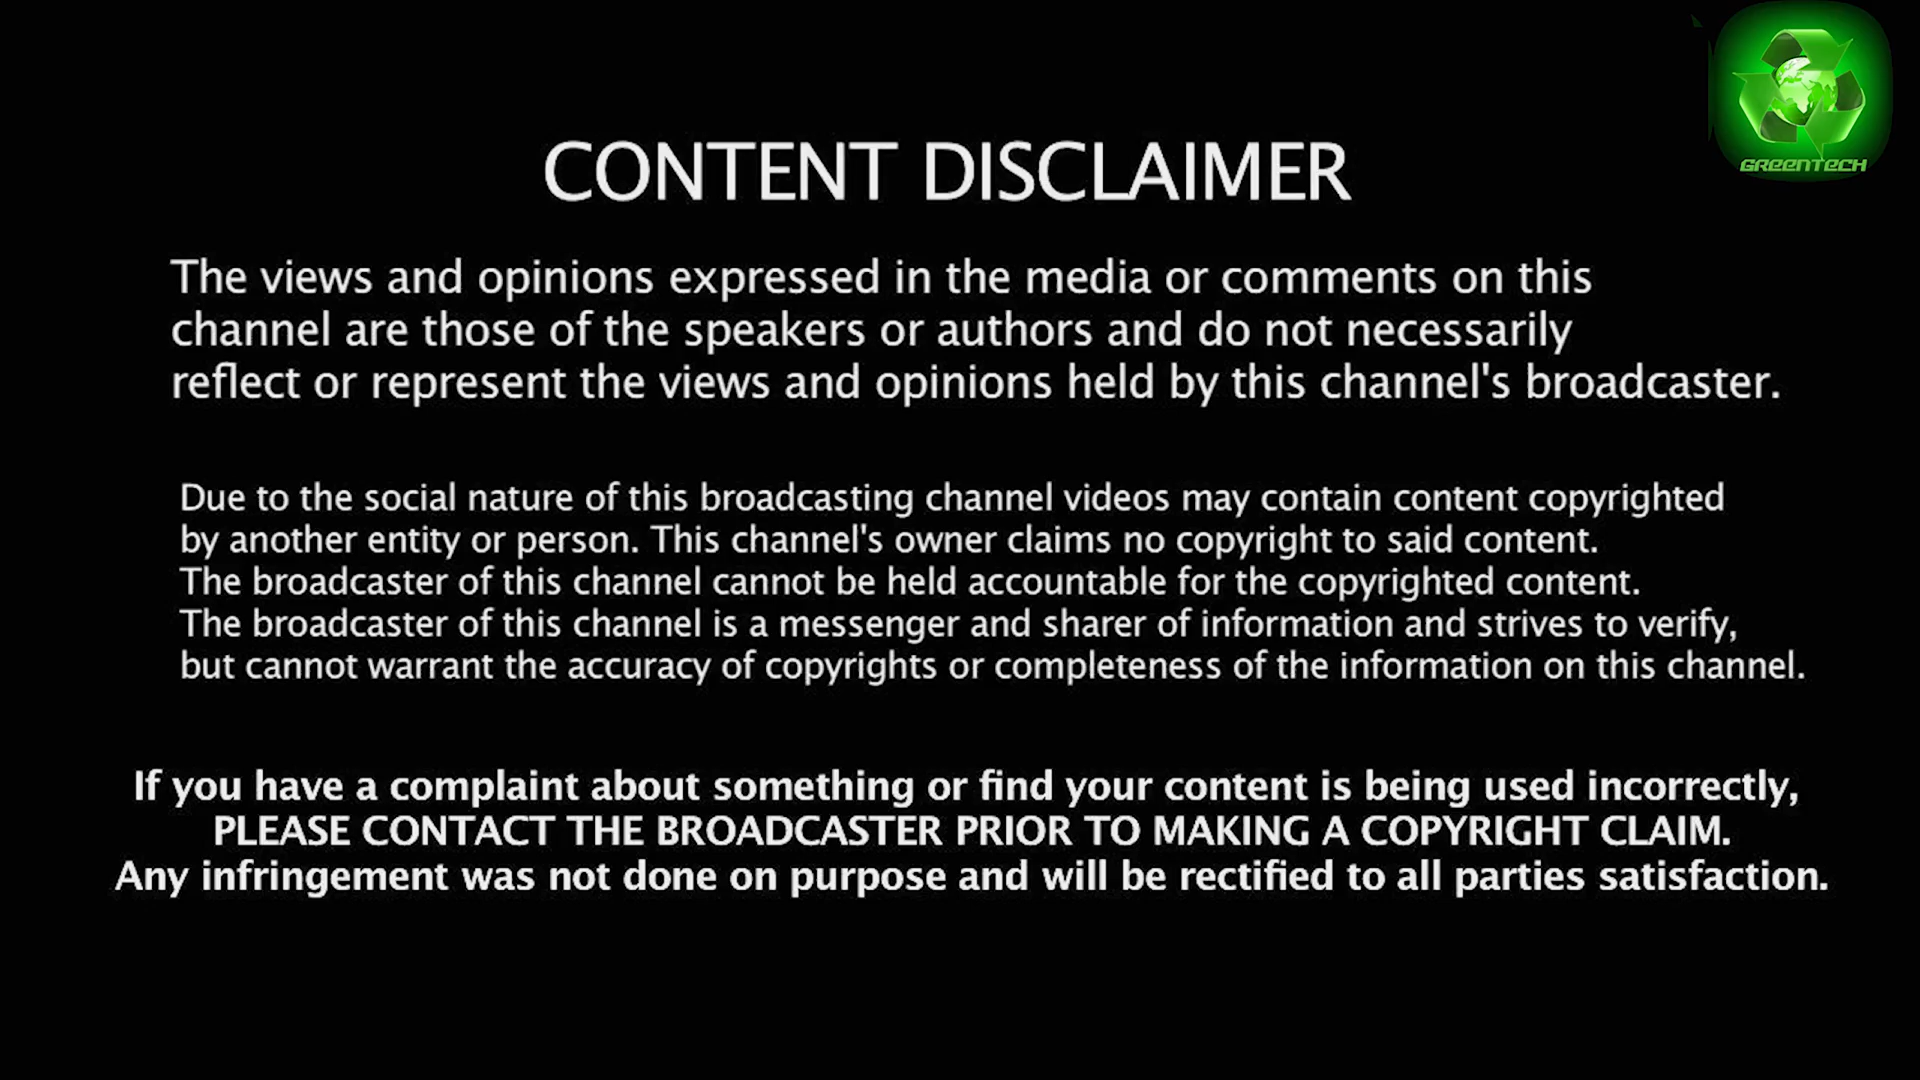 GREENTECH
CONTENT DISCLAIMER
The views and opinions expressed in the media or comments on this
channel are those of the speakers or authors and do not necessarily
reflect or represent the views and opinions held by this channel's broadcaster.
Due to the social nature of this broadcasting channel videos may contain content copyrighted
by another entity or person. This channel's owner claims no copyright to said content.
The broadcaster of this channel cannot be held accountable for the copyrighted content.
The broadcaster of this channel is a messenger and sharer of information and strives to verify,
but cannot warrant the accuracy of copyrights or completeness of the information on this channel.
If you have a complaint about something or find your content is being used incorrectly,
PLEASE CONTACT THE BROADCASTER PRIOR TO MAKING A COPYRIGHT CLAIM.
Any infringement was not done on purpose and will be rectified to all parties satisfaction.